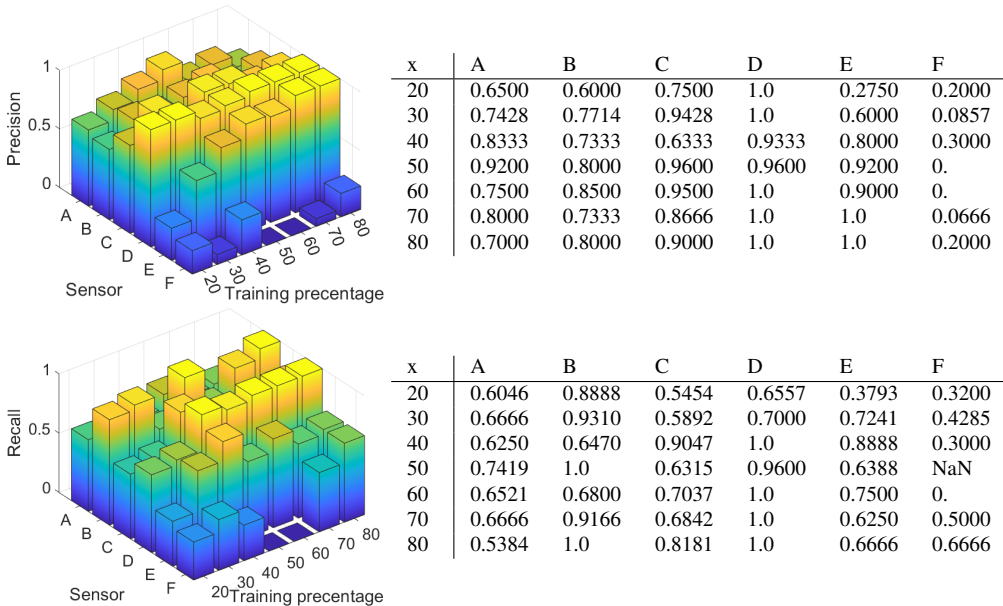 1
0.5
0
Precision
A
B
C
D
E
F
Sensor
20
30
40
50
60
70
80
Training precentage
x A B C D E F
20 0.6500 0.6000 0.7500 1.0 0.2750 0.2000
30 0.7428 0.7714 0.9428 1.0 0.6000 0.0857
40 0.8333 0.7333 0.6333 0.9333 0.8000 0.3000
50 0.9200 0.8000 0.9600 0.9600 0.9200 0.
60 0.7500 0.8500 0.9500 1.0 0.9000 0.
70 0.8000 0.7333 0.8666 1.0 1.0 0.0666
80 0.7000 0.8000 0.9000 1.0 1.0 0.2000
1
0.5
0
Recall
A
B
C
D
E
F
Sensor
20
30
40
50
60
70
80
Training precentage
x A B C D E F
20 0.6046 0.8888 0.5454 0.6557 0.3793 0.3200
30 0.6666 0.9310 0.5892 0.7000 0.7241 0.4285
40 0.6250 0.6470 0.9047 1.0 0.8888 0.3000
50 0.7419 1.0 0.6315 0.9600 0.6388 NaN
60 0.6521 0.6800 0.7037 1.0 0.7500 0.
70 0.6666 0.9166 0.6842 1.0 0.6250 0.5000
80 0.5384 1.0 0.8181 1.0 0.6666 0.6666